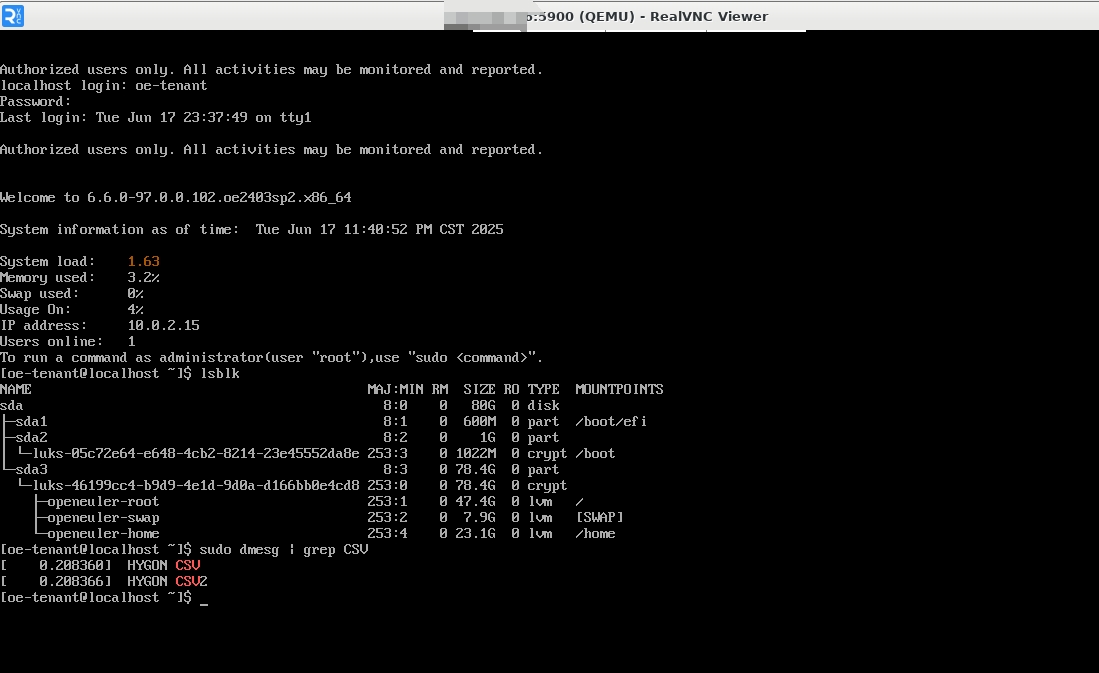 5:5900 (QEMU) - RealVNC Viewer
Authorized users only. All activities may be monitored and reported.
localhost login: oe-tenant
Password:
Last login: Tue Jun 17 23:37:49 on tty1
Authorized users only. All activities may be monitored and reported.
Welcome to 6.6.0-97.0.0.102.oe2403sp2.x86_64
System information as of time:  Tue Jun 17 11:40:52 PM CST 2025
System load:    1.63
Memory used:    3.2%
Swap used:      0%
Usage On:       4%
IP address:     10.0.2.15
Users online:   1
To run a command as administrator(user "root"),use "sudo <command>".
[oe-tenant@localhost ~]$ lsblk
NAME                                          MAJ:MIN RM  SIZE RO TYPE  MOUNTPOINTS
sda                                             8:0    0   80G  0 disk
├─sda1                                          8:1    0  600M  0 part  /boot/efi
├─sda2                                          8:2    0    1G  0 part
│ └─luks-05c72e64-e648-4cb2-8214-23e45552da8e 253:3    0 1022M  0 crypt /boot
└─sda3                                          8:3    0 78.4G  0 part
  └─luks-46199cc4-b9d9-4e1d-9d0a-d166bb0e4cd8 253:0    0 78.4G  0 crypt
    ├─openeuler-root                          253:1    0 47.4G  0 lvm   /
    ├─openeuler-swap                          253:2    0  7.9G  0 lvm   [SWAP]
    └─openeuler-home                          253:4    0 23.1G  0 lvm   /home
[oe-tenant@localhost ~]$ sudo dmesg | grep CSV
[    0.208360]  HYGON CSV
[    0.208366]  HYGON CSV2
[oe-tenant@localhost ~]$ _